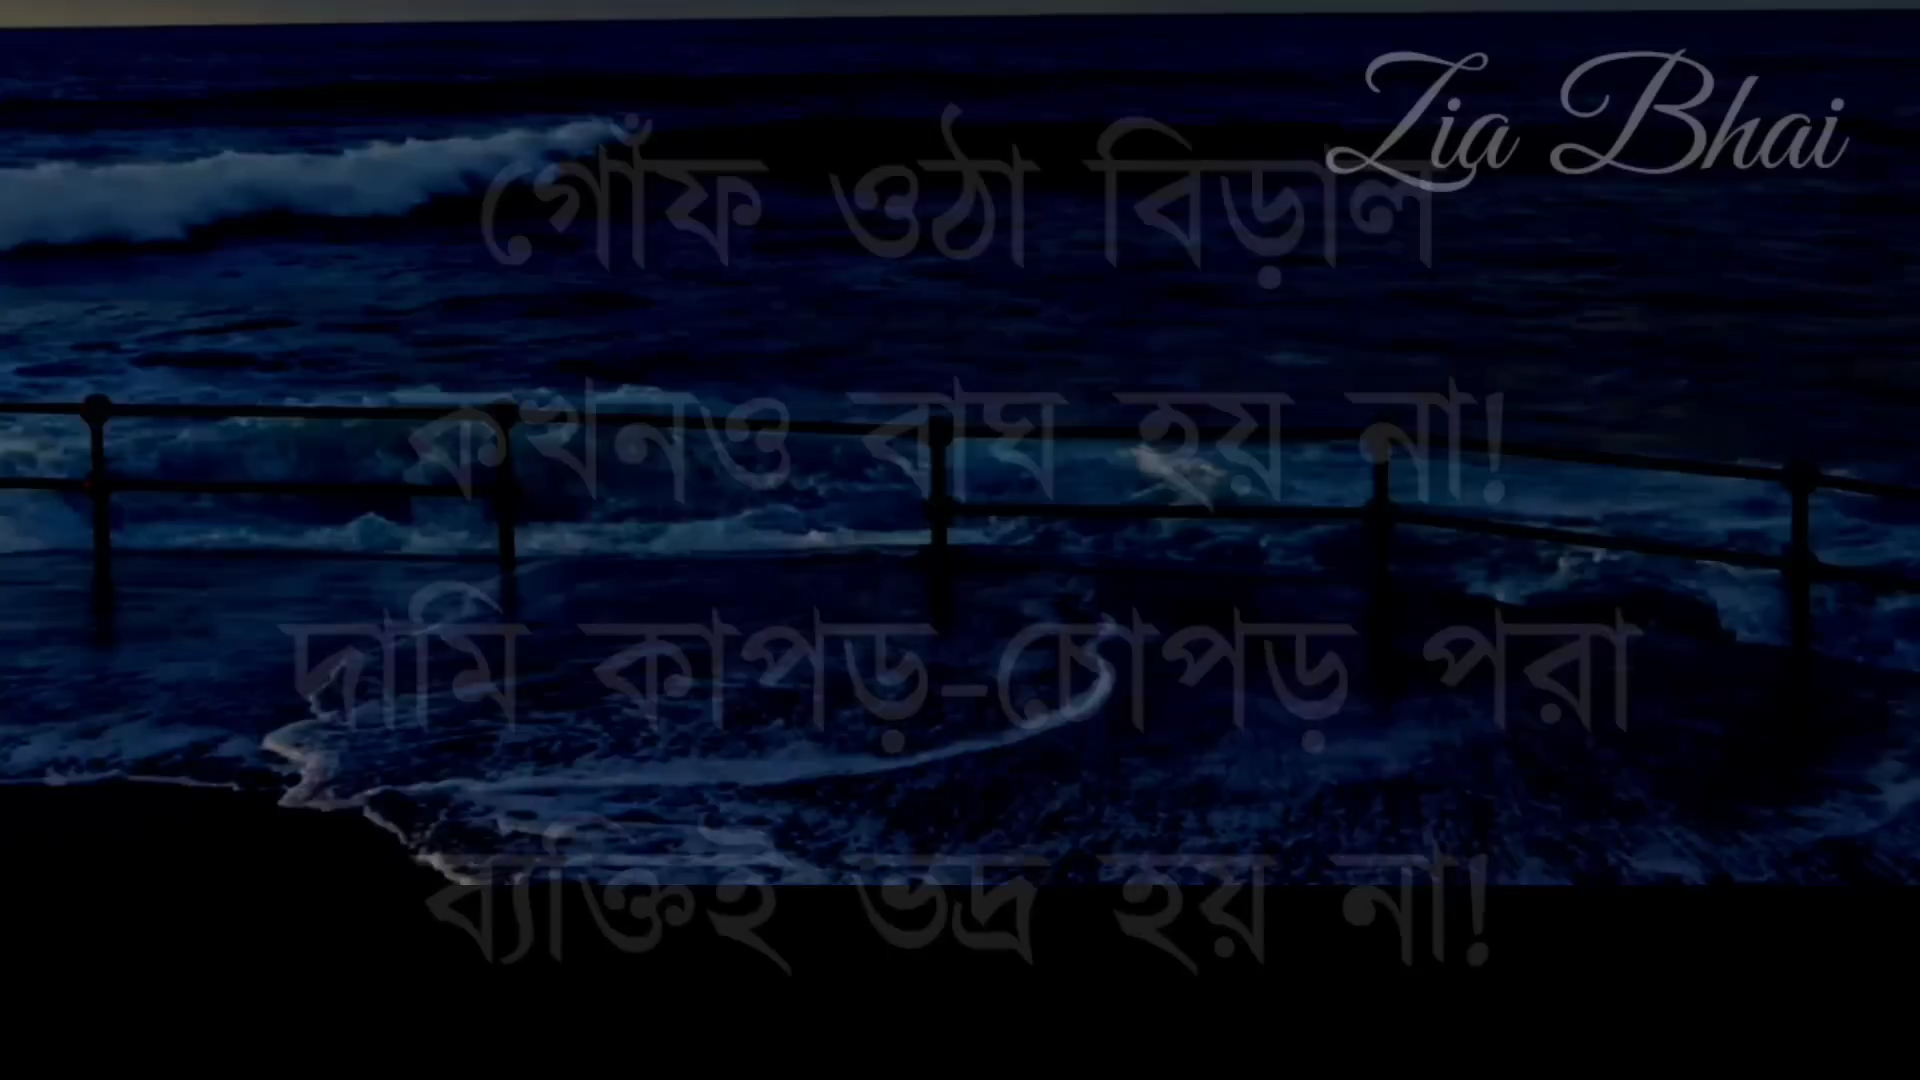 Zia Bhai
গোঁফ ওঠা বিড়াল
কখনও বাঘ হয় না!
দামি কাপড়-চোপড় পরা
ব্যক্তিই ভদ্র হয় না!